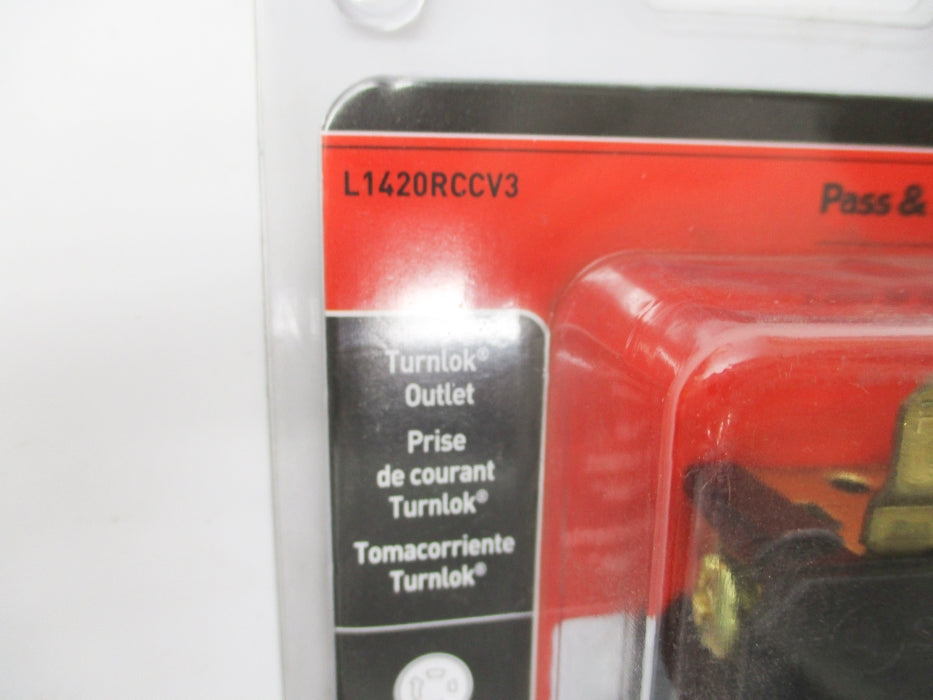 L1420RCCV3
Pass &
Turnlok®
Outlet
Prise
de courant
Turnlok®
Tomacorriente
Turnlok®